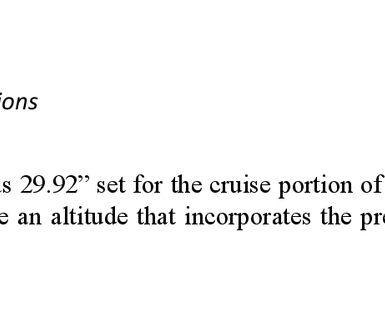 ions
s 29.92” set for the cruise portion of
e an altitude that incorporates the pre